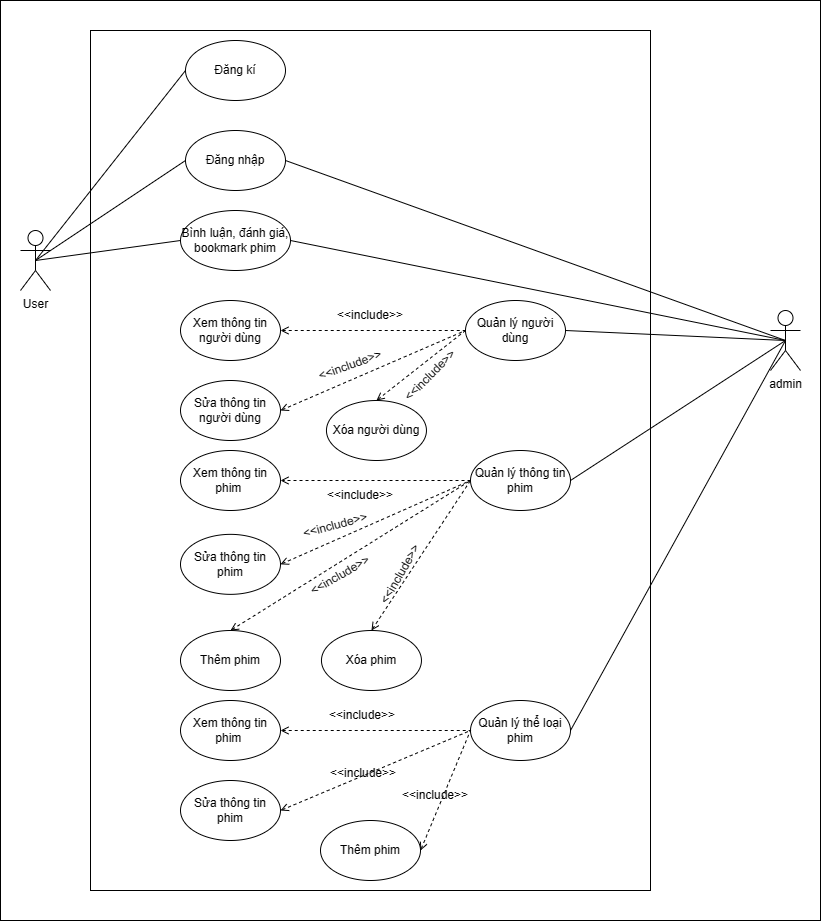 Đăng kí
Đăng nhập
Bình luận, đánh giá,
bookmark phim
User
admin
Xem thông tin
người dùng
<<include>>
Quản lý người
dùng
<<include>>
<<include>>
Sửa thông tin
người dùng
Xóa người dùng
Xem thông tin
phim
<<include>>
Quản lý thông tin
phim
<<include>>
Sửa thông tin
phim
<<include>>
<<include>>
Thêm phim
Xóa phim
Xem thông tin
phim
<<include>>
Quản lý thể loại
phim
<<include>>
Sửa thông tin
phim
<<include>>
Thêm phim